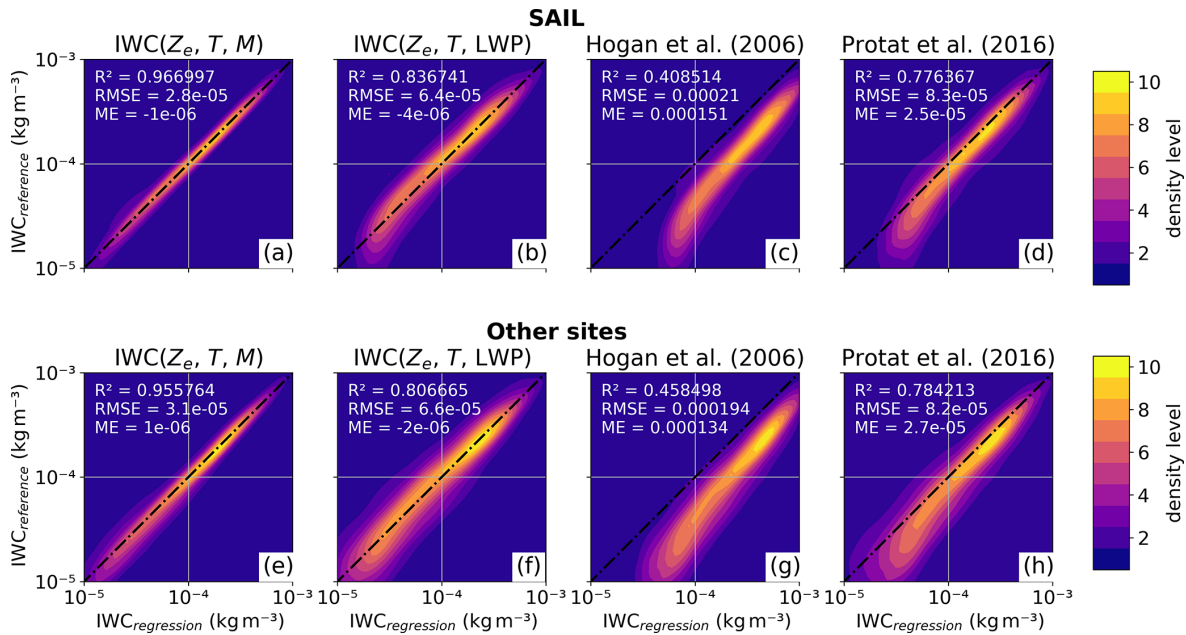 SAIL
IWC(Zₑ, T, M)
R² = 0.966997
RMSE = 2.8e-05
ME = -1e-06
(a)
IWC(Zₑ, T, LWP)
R² = 0.836741
RMSE = 6.4e-05
ME = -4e-06
(b)
Hogan et al. (2006)
R² = 0.408514
RMSE = 0.00021
ME = 0.000151
(c)
Protat et al. (2016)
R² = 0.776367
RMSE = 8.3e-05
ME = 2.5e-05
(d)
IWCreference (kg m⁻³)
10⁻³
10⁻⁴
10⁻⁵
10
8
6
4
2
density level
Other sites
IWC(Zₑ, T, M)
R² = 0.955764
RMSE = 3.1e-05
ME = 1e-06
(e)
IWC(Zₑ, T, LWP)
R² = 0.806665
RMSE = 6.6e-05
ME = -2e-06
(f)
Hogan et al. (2006)
R² = 0.458498
RMSE = 0.000194
ME = 0.000134
(g)
Protat et al. (2016)
R² = 0.784213
RMSE = 8.2e-05
ME = 2.7e-05
(h)
IWCreference (kg m⁻³)
10⁻³
10⁻⁴
10⁻⁵
10
8
6
4
2
density level
10⁻⁵ 10⁻⁴ 10⁻³
10⁻⁵ 10⁻⁴ 10⁻³
10⁻⁵ 10⁻⁴ 10⁻³
10⁻⁵ 10⁻⁴ 10⁻³
IWCregression (kg m⁻³)
IWCregression (kg m⁻³)
IWCregression (kg m⁻³)
IWCregression (kg m⁻³)